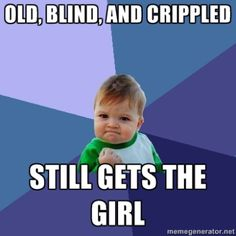 OLD, BLIND, AND CRIPPLED
STILL GETS THE
GIRL
memegenerator.net